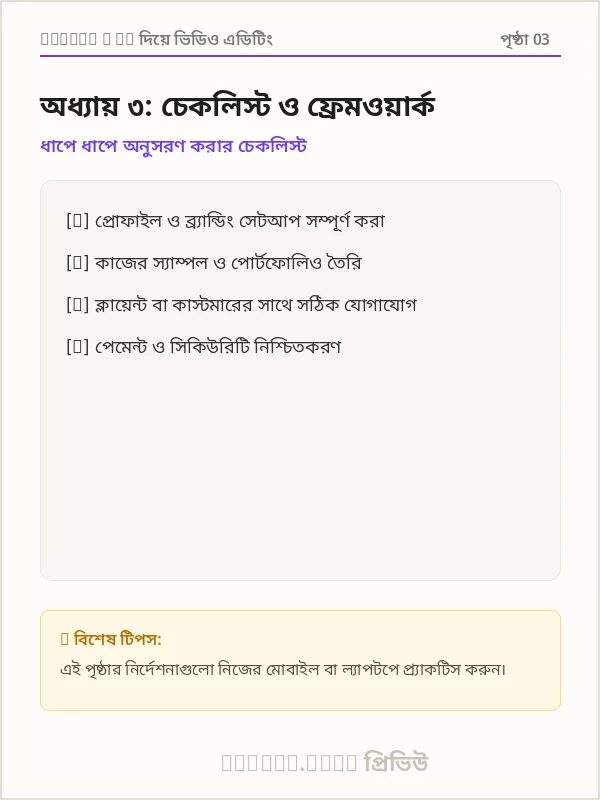 দিয়ে ভিডিও এডিটিং
পৃষ্ঠা 03
অধ্যায় ৩: চেকলিস্ট ও ফ্রেমওয়ার্ক
ধাপে ধাপে অনুসরণ করার চেকলিস্ট
[▯] প্রোফাইল ও ব্র্যান্ডিং সেটআপ সম্পূর্ণ করা
[▯] কাজের স্যাম্পল ও পোর্টফোলিও তৈরি
[▯] ক্লায়েন্ট বা কাস্টমারের সাথে সঠিক যোগাযোগ
[▯] পেমেন্ট ও সিকিউরিটি নিশ্চিতকরণ
বিশেষ টিপস:
এই পৃষ্ঠার নির্দেশনাগুলো নিজের মোবাইল বা ল্যাপটপে প্র্যাকটিস করুন।
প্রিভিউ